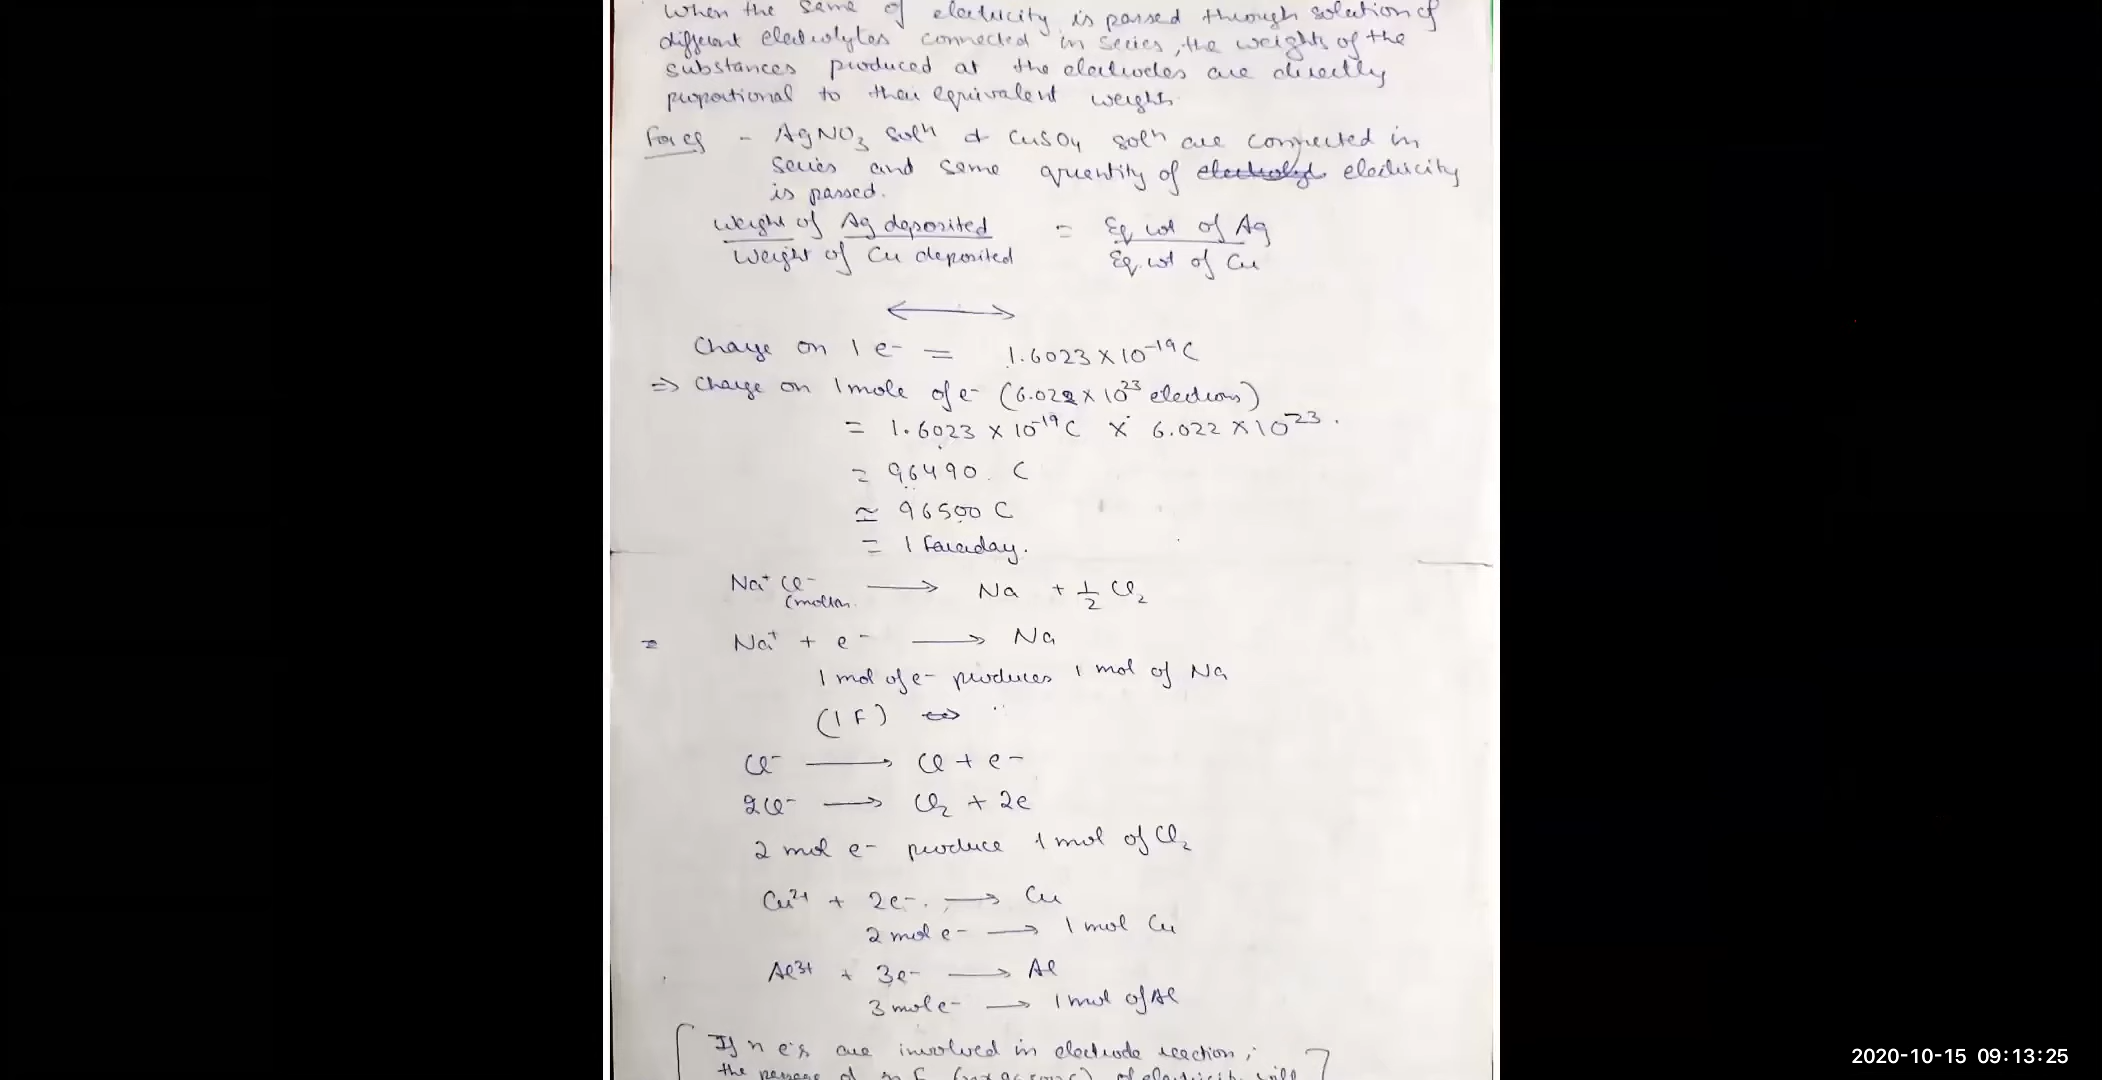 When the same of electricity is passed through solution of
different electrolytes connected in series, the weights of the
substances produced at the electrodes are directly
proportional to their equivalent weights.
For eg - AgNO₃ solⁿ & CuSO₄ solⁿ are connected in
series and same quantity of electricity
is passed.
Weight of Ag deposited = Eq wt of Ag
Weight of Cu deposited Eq. wt of Cu
⟷
Charge on 1 e⁻ = 1.6023 × 10⁻¹⁹ C
⇒ Charge on 1 mole of e⁻ (6.022 × 10²³ electrons)
= 1.6023 × 10⁻¹⁹ C × 6.022 × 10²³.
= 96490 C
≃ 96500 C
= 1 Faraday.
Na⁺ Cl⁻ ⟶ Na + 1/2 Cl₂
(molten
= Na⁺ + e⁻ ⟶ Na
1 mol of e⁻ produces 1 mol of Na
(1 F) ⇔ "
Cl⁻ ⟶ Cl + e⁻
2Cl⁻ ⟶ Cl₂ + 2e
2 mol e⁻ produce 1 mol of Cl₂
Cu²⁺ + 2e⁻. ⟶ Cu
2 mol e⁻ ⟶ 1 mol Cu
Al³⁺ + 3e⁻ ⟶ Al
3 mol e⁻ ⟶ 1 mol of Al
If n e⁻s are involved in electrode reaction,
the passage of n F of electricity will
2020-10-15 09:13:25